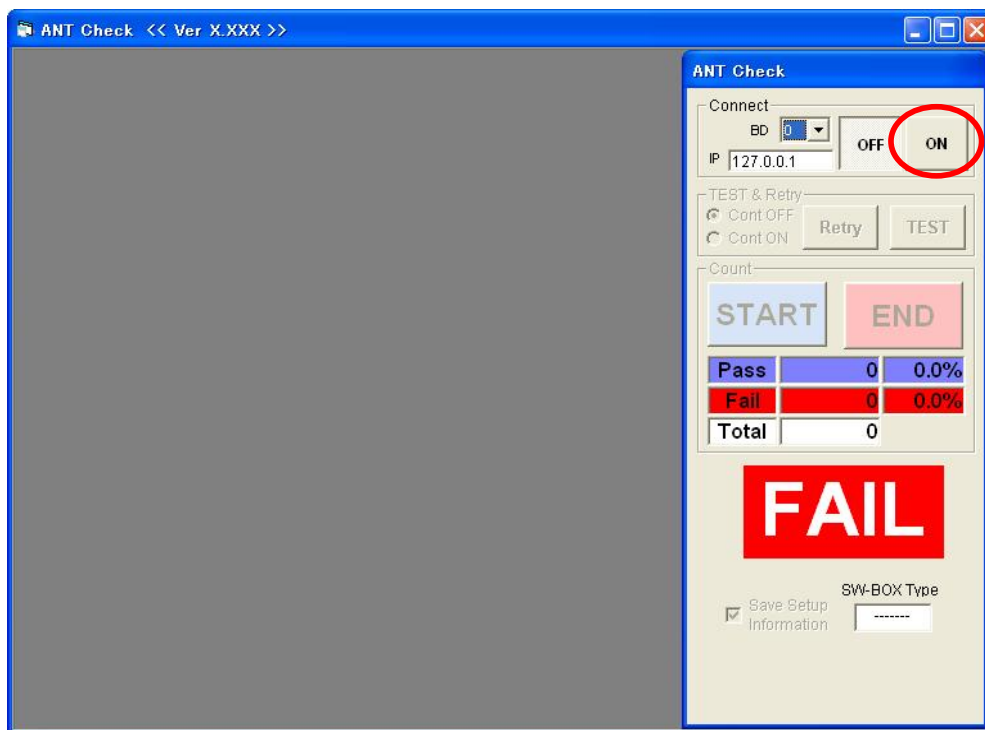 ANT Check << Ver X.XXX >>
ANT Check
Connect
BD 0
OFF ON
IP 127.0.0.1
TEST & Retry
Cont OFF
Cont ON
Retry TEST
Count
START END
Pass 0 0.0%
Fail 0 0.0%
Total 0
FAIL
SW-BOX Type
Save Setup
Information
-------